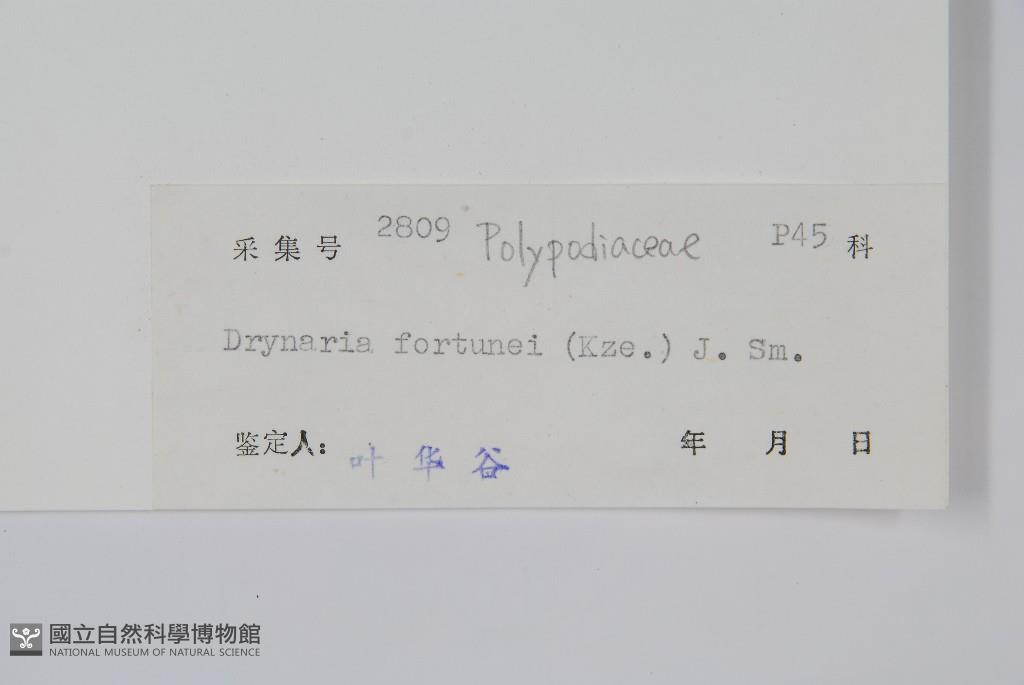 采集号 2809 Polypodiaceae P45 科
Drynaria fortunei (Kze.) J. Sm.
鉴定人: 叶华谷 年 月 日
國立自然科學博物館
NATIONAL MUSEUM OF NATURAL SCIENCE